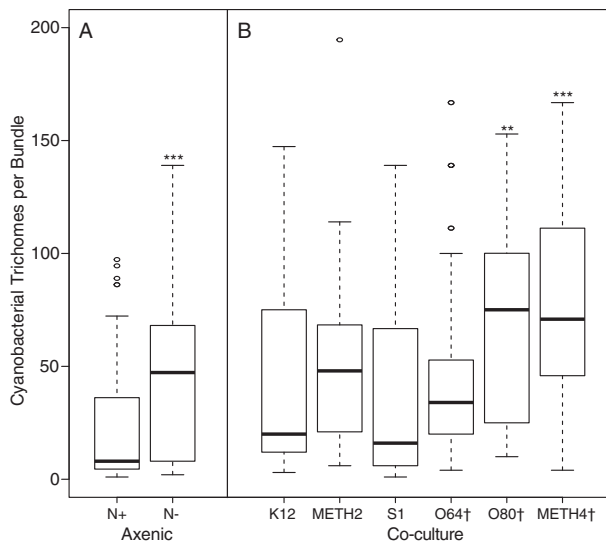 A
B
Cyanobacterial Trichomes per Bundle
200
150
100
50
0
***
**
***
N+ N- K12 METH2 S1 O64† O80† METH4†
Axenic Co-culture